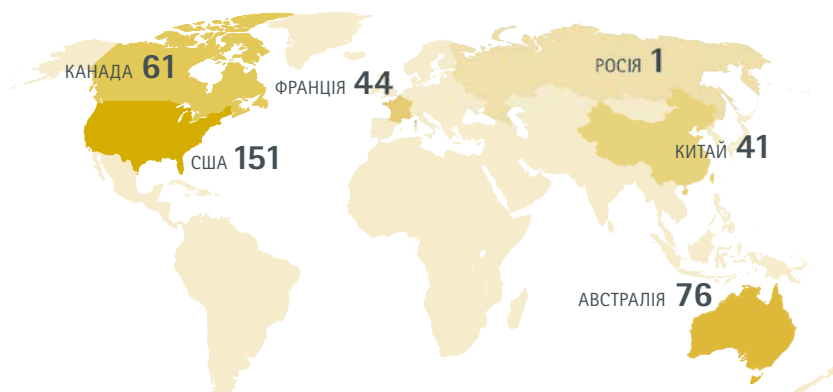 КАНАДА 61
ФРАНЦІЯ 44
РОСІЯ 1
США 151
КИТАЙ 41
АВСТРАЛІЯ 76